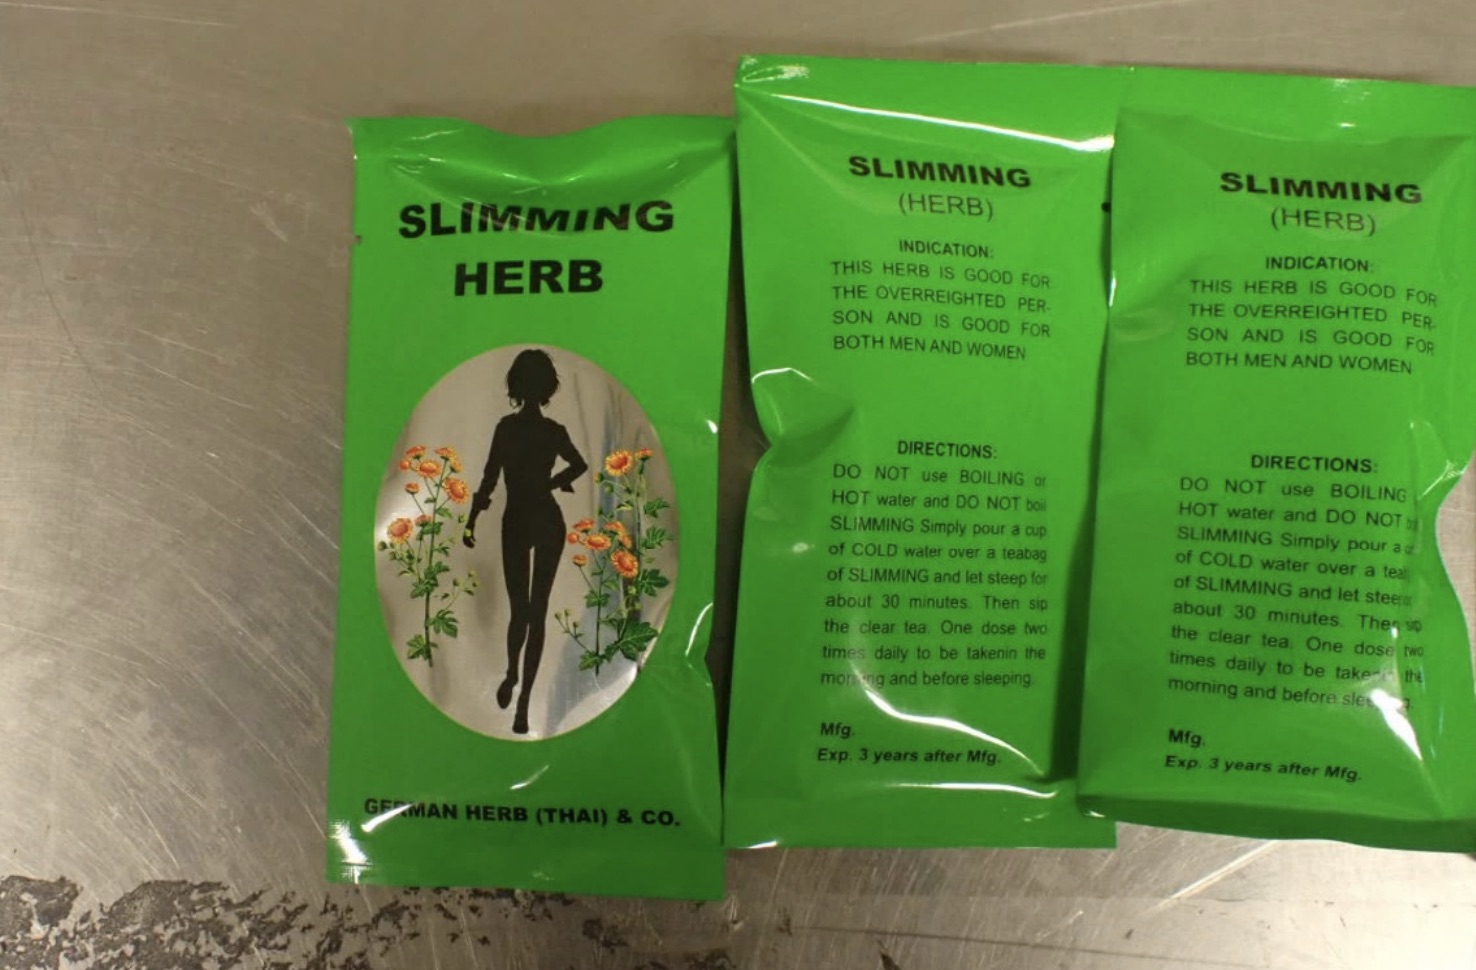 SLIMMING
HERB
GERMAN HERB (THAI) & CO.
SLIMMING
(HERB)
INDICATION:
THIS HERB IS GOOD FOR
THE OVERREIGHTED PER-
SON AND IS GOOD FOR
BOTH MEN AND WOMEN
DIRECTIONS:
DO NOT use BOILING or
HOT water and DO NOT boil
SLIMMING Simply pour a cup
of COLD water over a teabag
of SLIMMING and let steep for
about 30 minutes. Then sip
the clear tea. One dose two
times daily to be takenin the
morning and before sleeping.
Mfg.
Exp. 3 years after Mfg.
SLIMMING
(HERB)
INDICATION:
THIS HERB IS GOOD FOR
THE OVERREIGHTED PER-
SON AND IS GOOD FOR
BOTH MEN AND WOMEN
DIRECTIONS:
DO NOT use BOILING
HOT water and DO NOT
SLIMMING Simply pour a
of COLD water over a
of SLIMMING and let
about 30 minutes. Then sip
the clear tea. One dose two
times daily to be the
morning and before
Mfg.
Exp. 3 years after Mfg.